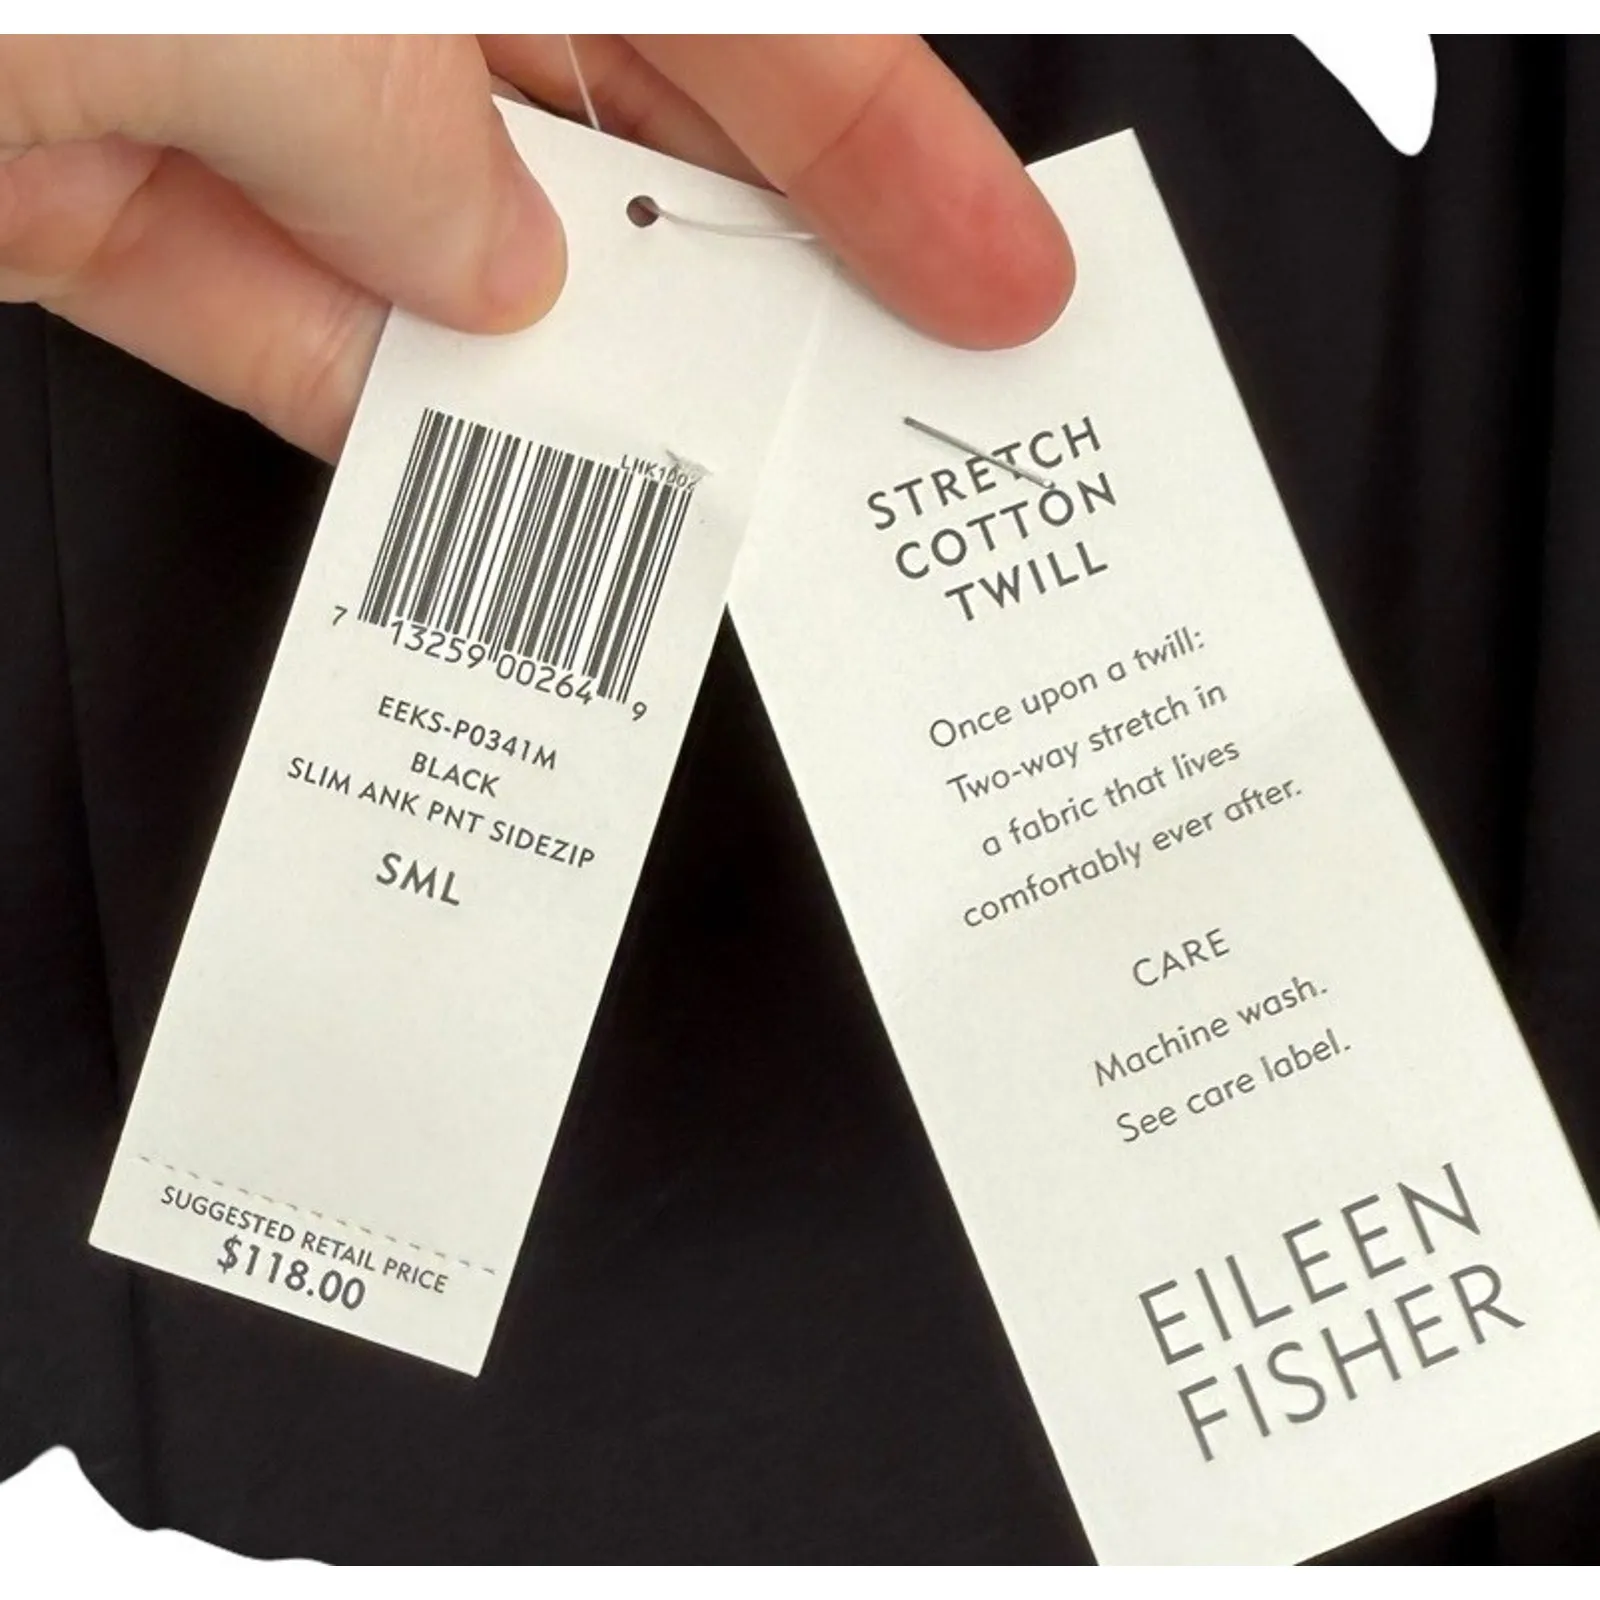 LNK1002
7 13259 00264 9
EEKS-P0341M
BLACK
SLIM ANK PNT SIDEZIP
SML
SUGGESTED RETAIL PRICE
$118.00
STRETCH
COTTON
TWILL
Once upon a twill:
Two-way stretch in
a fabric that lives
comfortably ever after.
CARE
Machine wash.
See care label.
EILEEN
FISHER